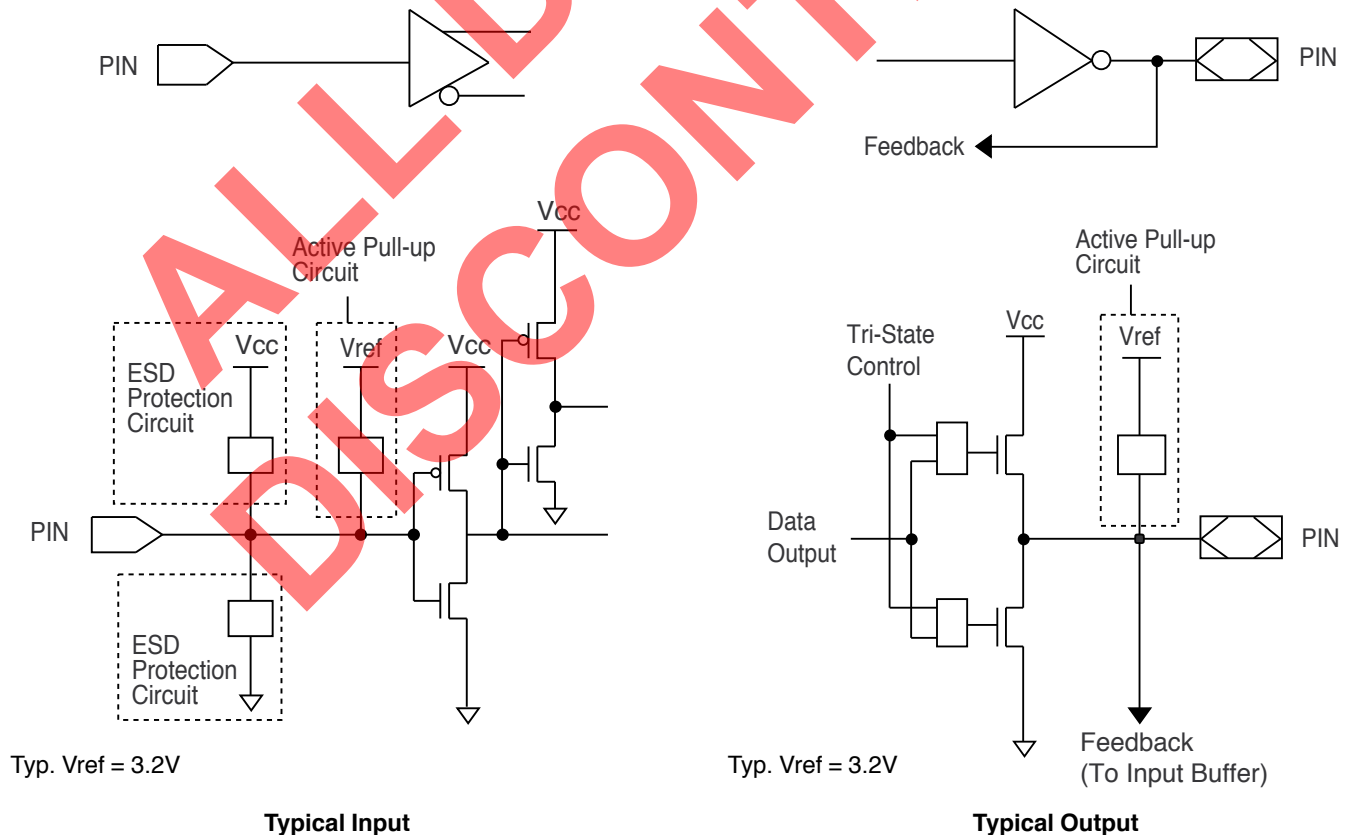 PIN
PIN
Feedback
Vcc
Active Pull-up
Circuit
Active Pull-up
Circuit
Vcc
Vref
Vcc
ESD
Protection
Circuit
Tri-State
Control
Vcc
Vref
PIN
Data
Output
PIN
ESD
Protection
Circuit
Feedback
(To Input Buffer)
Typ. Vref = 3.2V
Typ. Vref = 3.2V
Typical Input
Typical Output
ALL D
DISCONT